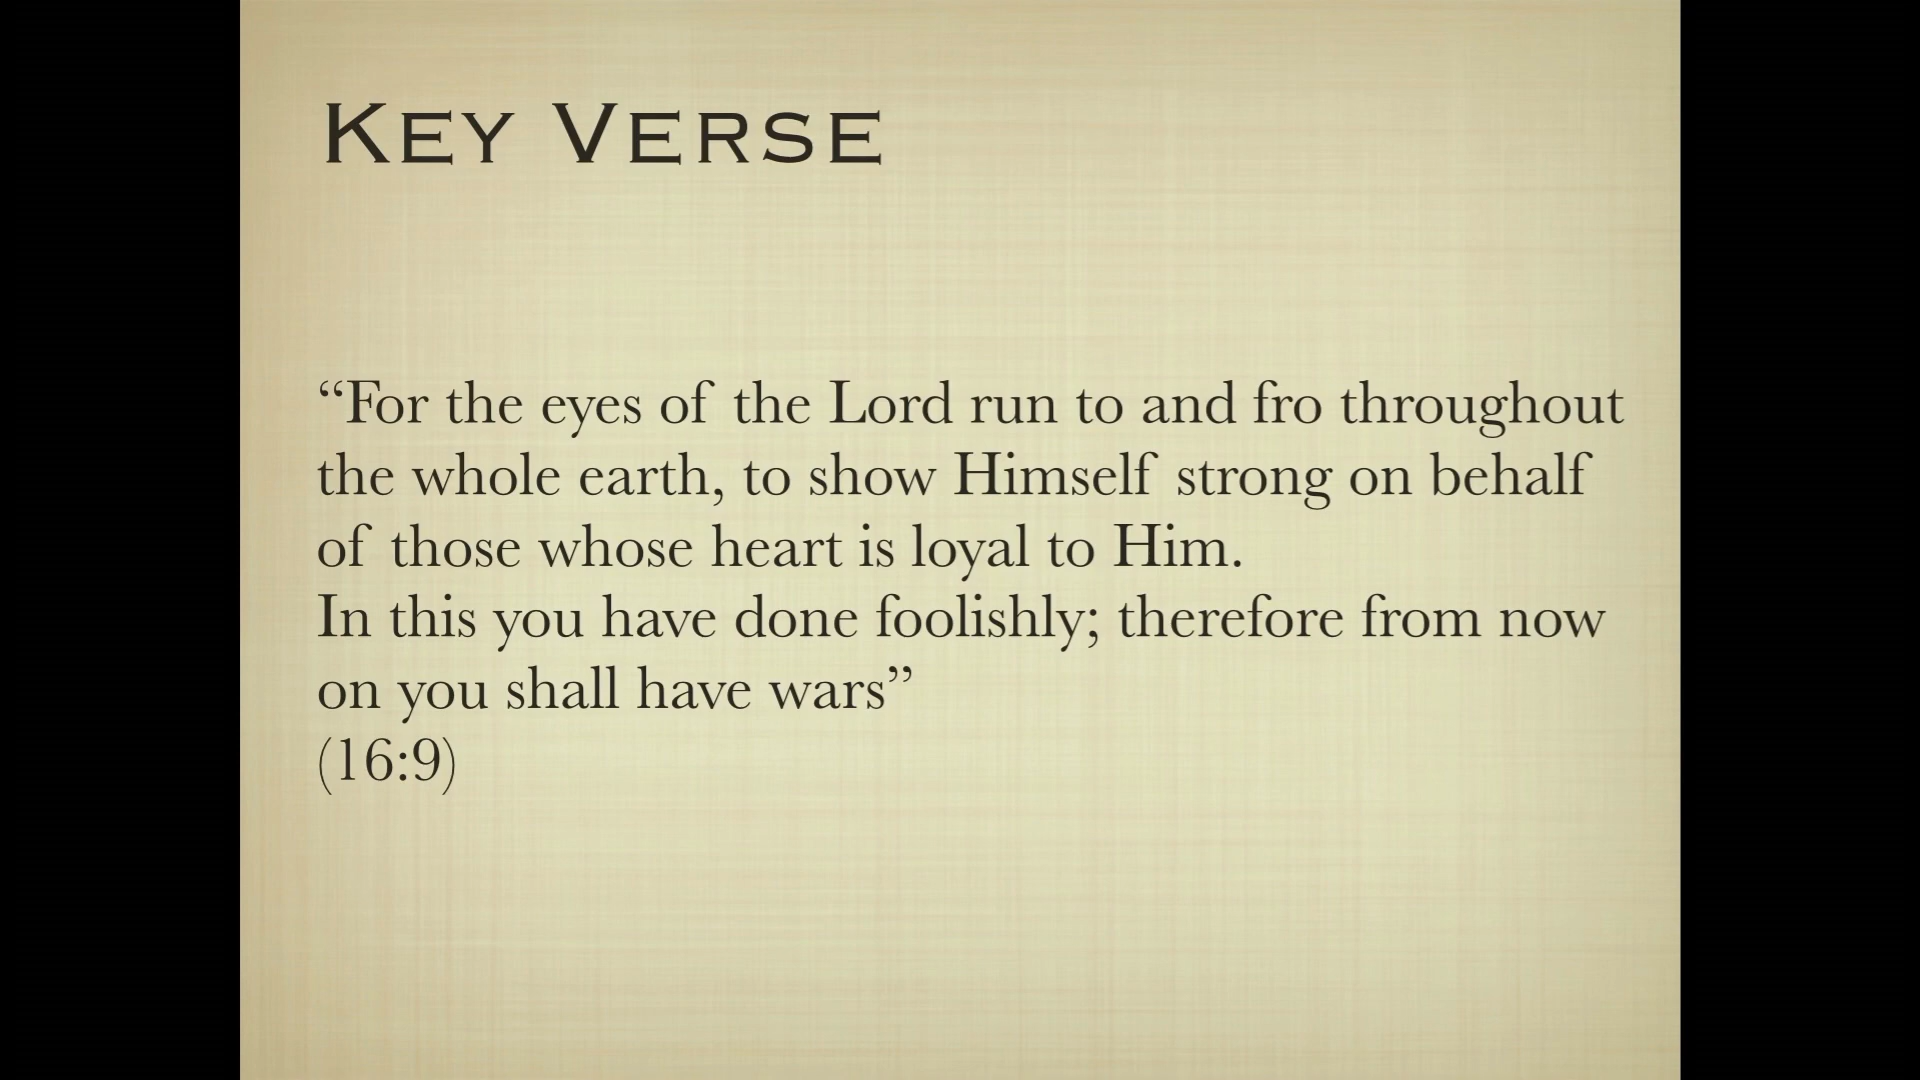 KEY VERSE
“For the eyes of the Lord run to and fro throughout
the whole earth, to show Himself strong on behalf
of those whose heart is loyal to Him.
In this you have done foolishly; therefore from now
on you shall have wars”
(16:9)